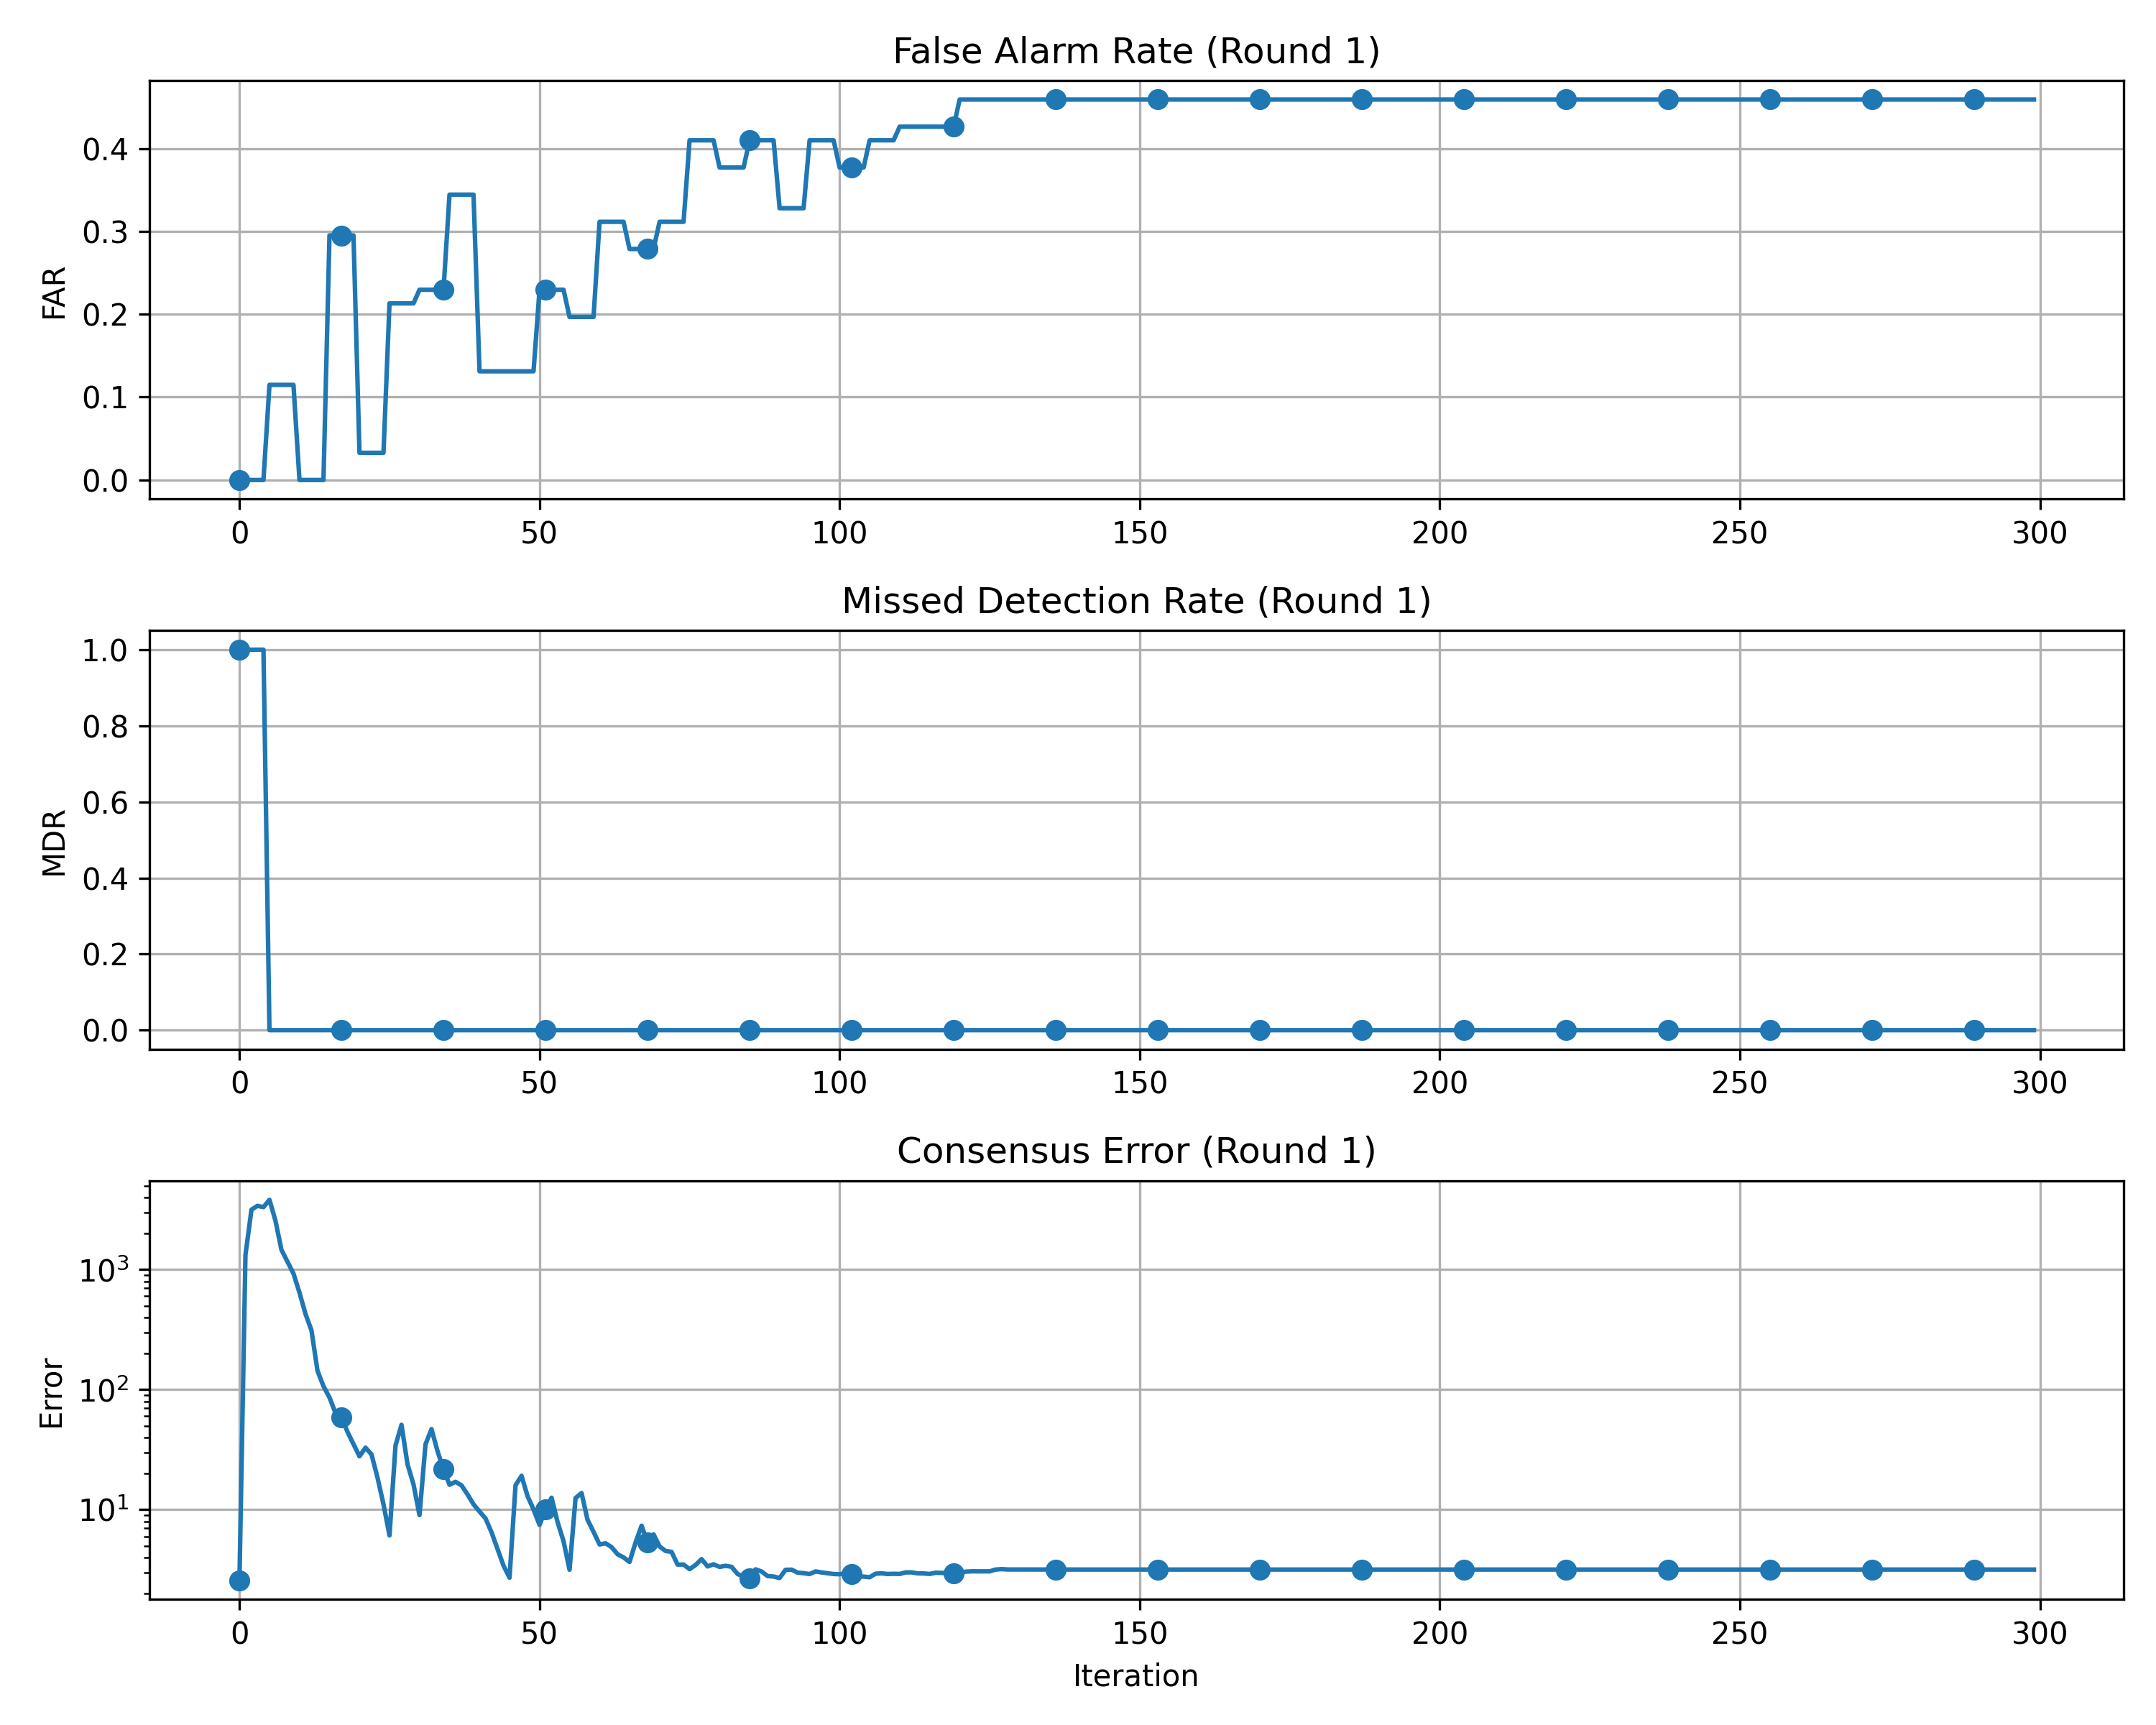 False Alarm Rate (Round 1)
FAR
0.4
0.3
0.2
0.1
0.0
0 50 100 150 200 250 300
Missed Detection Rate (Round 1)
MDR
1.0
0.8
0.6
0.4
0.2
0.0
0 50 100 150 200 250 300
Consensus Error (Round 1)
Error
10³
10²
10¹
0 50 100 150 200 250 300
Iteration